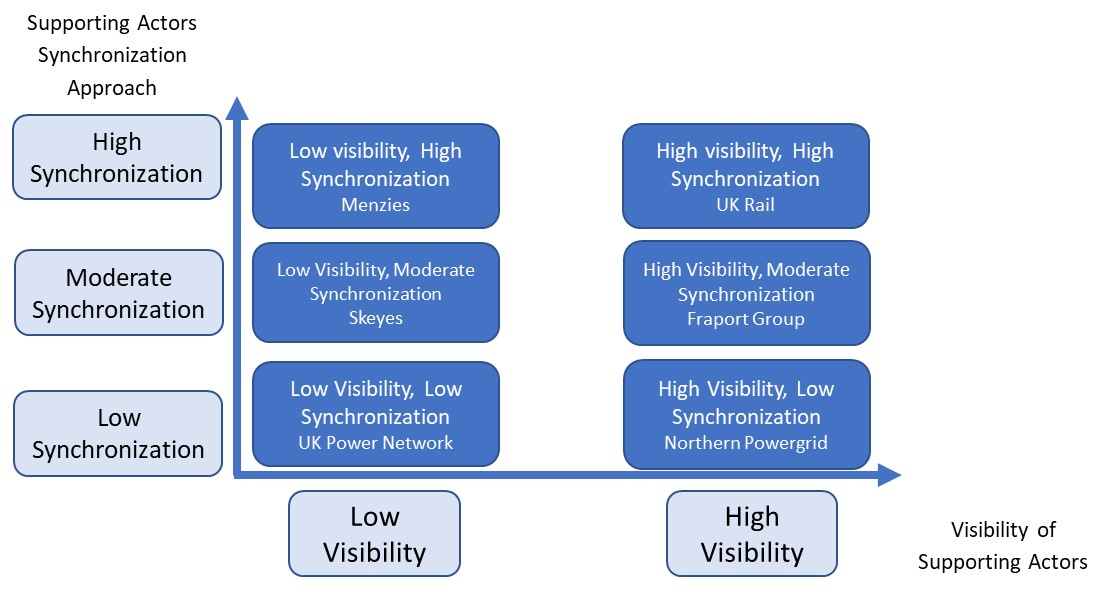 Supporting Actors
Synchronization
Approach
High
Synchronization
Low visibility, High
Synchronization
Menzies
High visibility, High
Synchronization
UK Rail
Moderate
Synchronization
Low Visibility, Moderate
Synchronization
Skeyes
High Visibility, Moderate
Synchronization
Fraport Group
Low
Synchronization
Low Visibility, Low
Synchronization
UK Power Network
High Visibility, Low
Synchronization
Northern Powergrid
Low
Visibility
High
Visibility
Visibility of
Supporting Actors